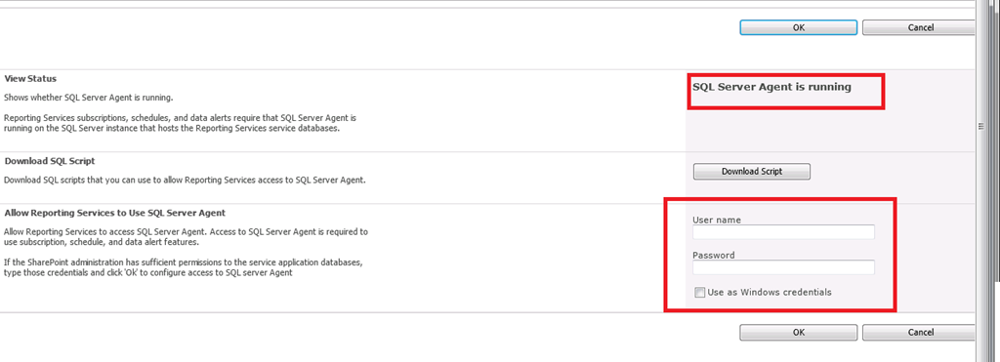 OK Cancel
View Status
Shows whether SQL Server Agent is running.
SQL Server Agent is running
Reporting Services subscriptions, schedules, and data alerts require that SQL Server Agent is
running on the SQL Server instance that hosts the Reporting Services service databases.
Download SQL Script
Download SQL scripts that you can use to allow Reporting Services access to SQL Server Agent.
Download Script
Allow Reporting Services to Use SQL Server Agent
Allow Reporting Services to access SQL Server Agent. Access to SQL Server Agent is required to
use subscription, schedule, and data alert features.
If the SharePoint administration has sufficient permissions to the service application databases,
type those credentials and click 'Ok' to configure access to SQL server Agent
User name
Password
Use as Windows credentials
OK Cancel